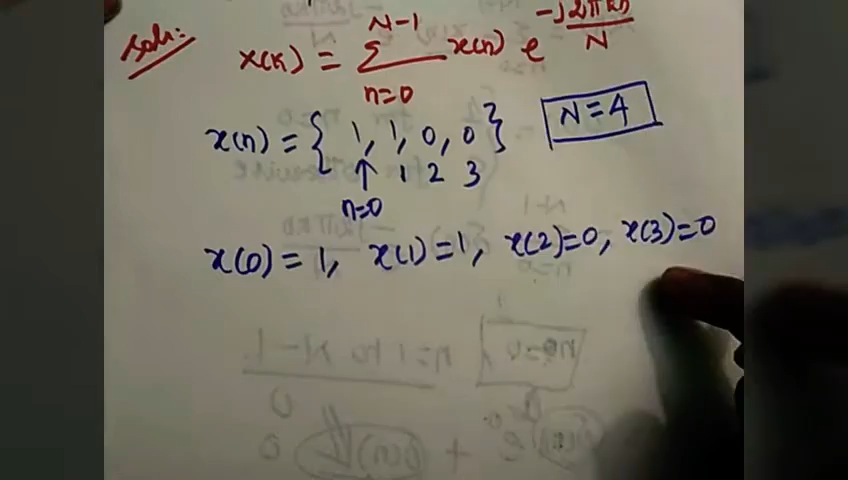 Soln:
x(k) = N-1 Σ n=0 x(n) e -j2πkn/N
x(n) = { 1, 1, 0, 0 } N=4
↑ 1 2 3
n=0
x(0) = 1, x(1) = 1, x(2)=0, x(3)=0